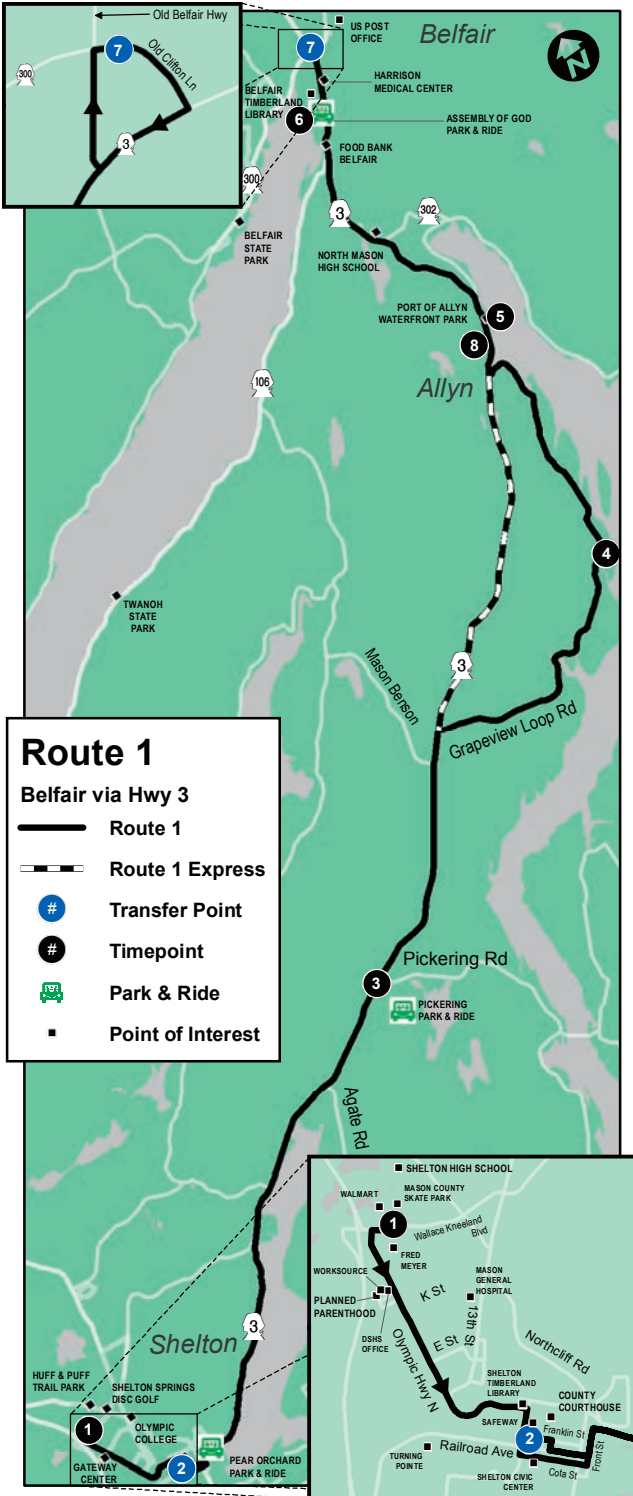 Old Belfair Hwy
7
Old Clifton Ln
300
3
US POST
OFFICE
Belfair
7
N
HARRISON
MEDICAL CENTER
BELFAIR
TIMBERLAND
LIBRARY
6
ASSEMBLY OF GOD
PARK & RIDE
FOOD BANK
BELFAIR
300
3
302
BELFAIR
STATE
PARK
NORTH MASON
HIGH SCHOOL
PORT OF ALLYN
WATERFRONT PARK
5
8
106
Allyn
4
TWANOH
STATE
PARK
Mason Benson
3
Grapeview Loop Rd
Route 1
Belfair via Hwy 3
Route 1
Route 1 Express
# Transfer Point
# Timepoint
Park & Ride
Point of Interest
Pickering Rd
3
PICKERING
PARK & RIDE
Agate Rd
3
Shelton
HUFF & PUFF
TRAIL PARK
SHELTON SPRINGS
DISC GOLF
1
OLYMPIC
COLLEGE
GATEWAY
CENTER
2
PEAR ORCHARD
PARK & RIDE
SHELTON HIGH SCHOOL
WALMART
MASON COUNTY
SKATE PARK
1
Wallace Kneeland
Blvd
FRED
MEYER
WORKSOURCE
PLANNED
PARENTHOOD
DSHS
OFFICE
K St
MASON
GENERAL
HOSPITAL
13th St
E St
Olympic Hwy N
Northcliff Rd
SHELTON
TIMBERLAND
LIBRARY
COUNTY
COURTHOUSE
SAFEWAY
Franklin St
2
Front St
TURNING
POINTE
Railroad Ave
Cota St
SHELTON CIVIC
CENTER